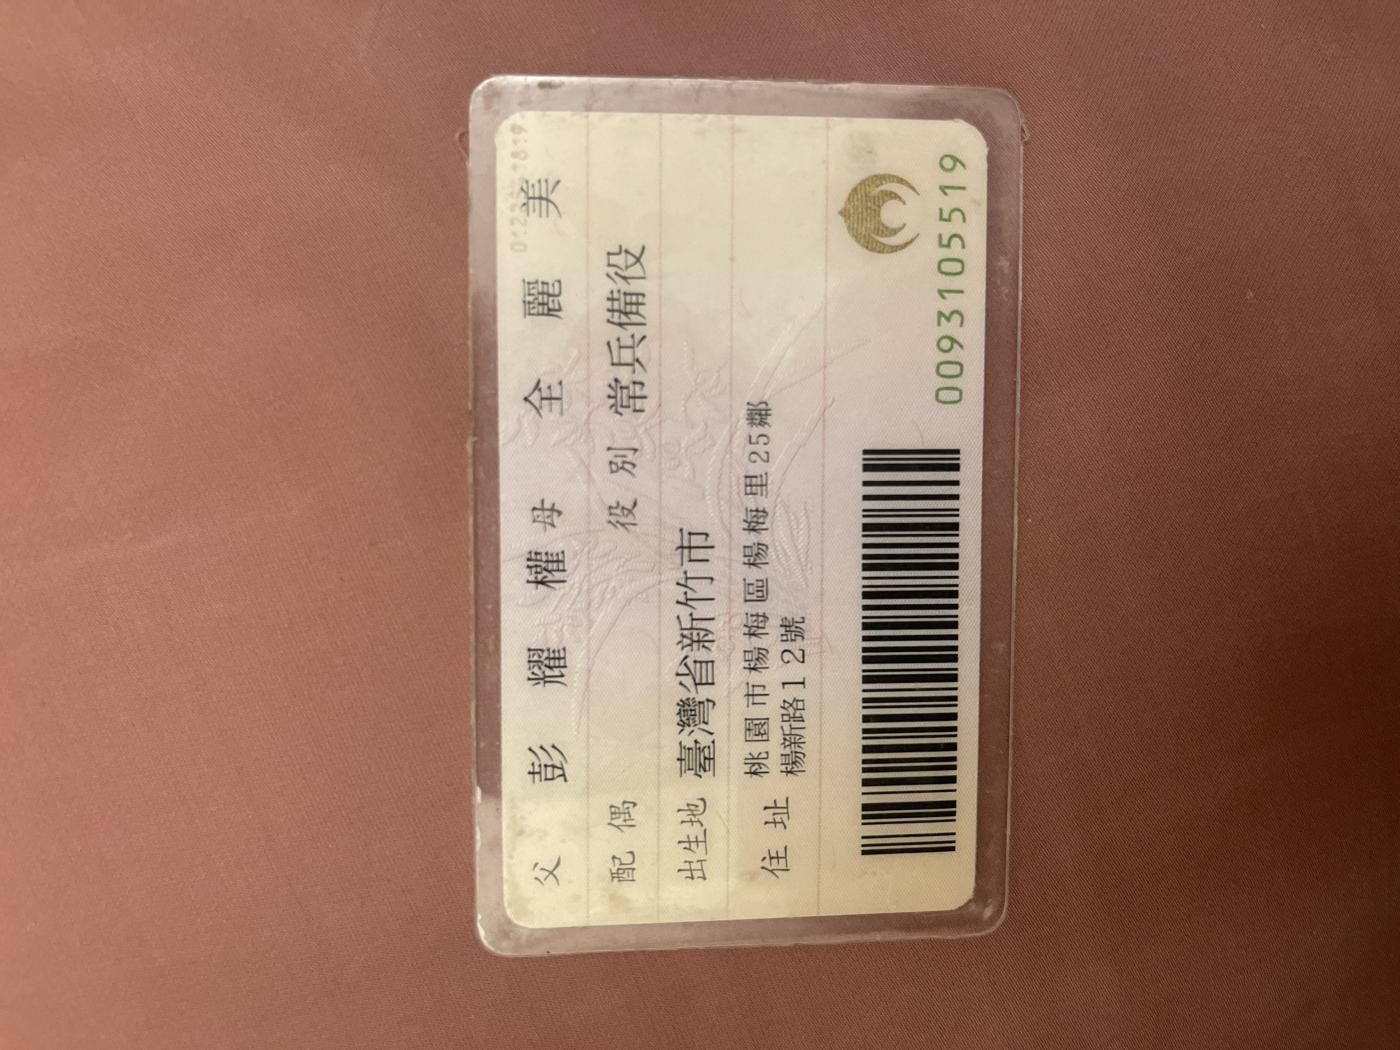 父 彭耀權 母 全麗美
配偶 役別 常兵備役
出生地 臺灣省新竹市
住址 桃園市楊梅區楊梅里25鄰
楊新路12號
0093105519